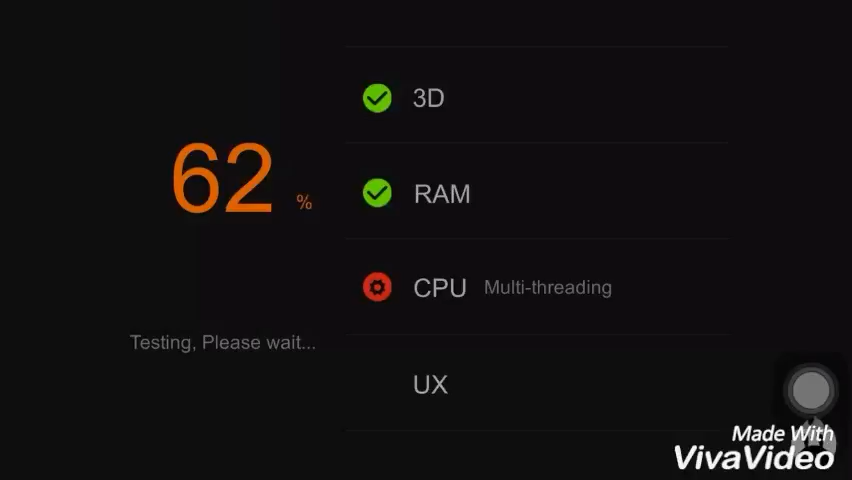 62 %
Testing, Please wait...
3D
RAM
CPU Multi-threading
UX
Made With
VivaVideo